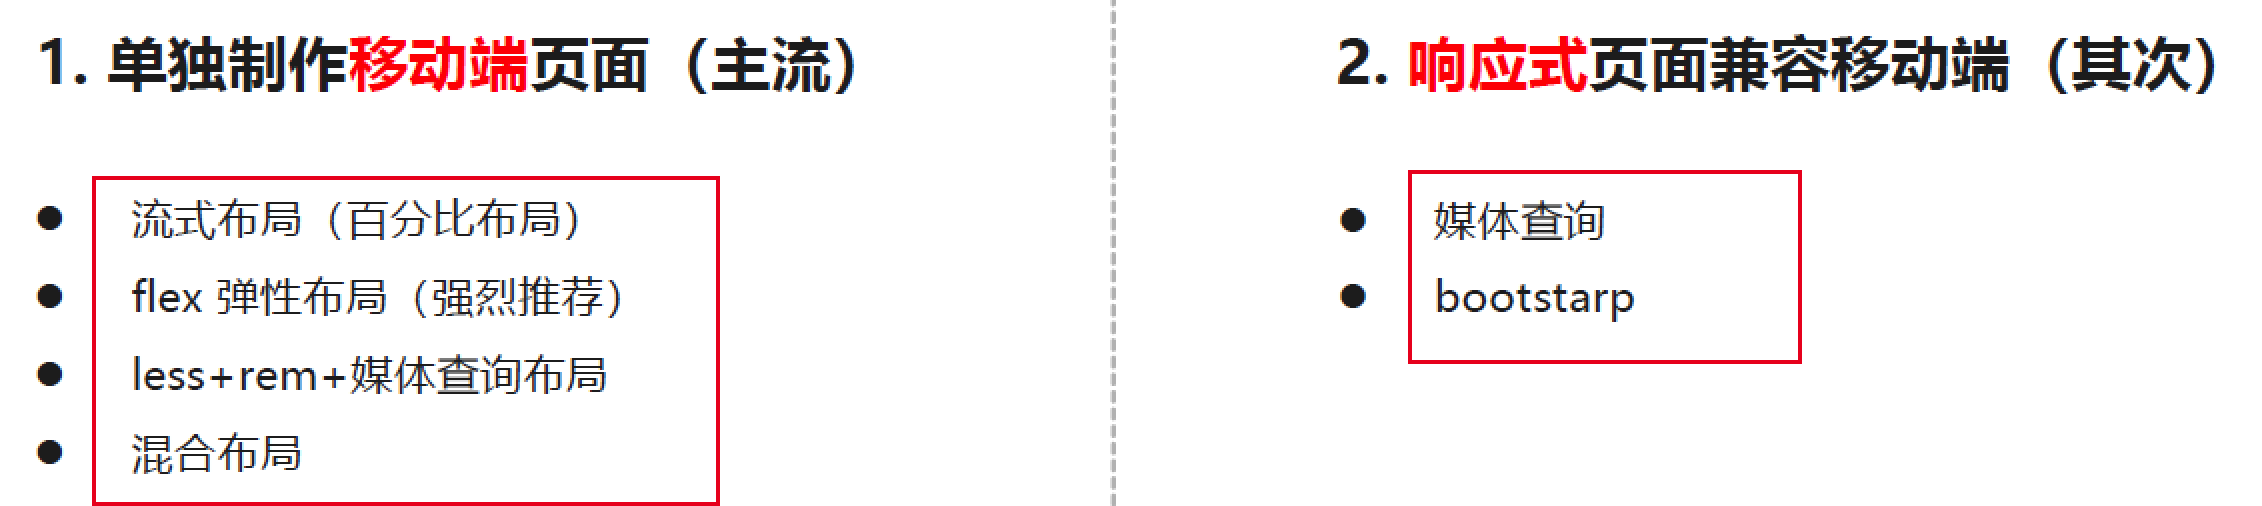 1. 单独制作移动端页面（主流）
流式布局（百分比布局）
flex 弹性布局（强烈推荐）
less+rem+媒体查询布局
混合布局
2. 响应式页面兼容移动端（其次）
媒体查询
bootstarp